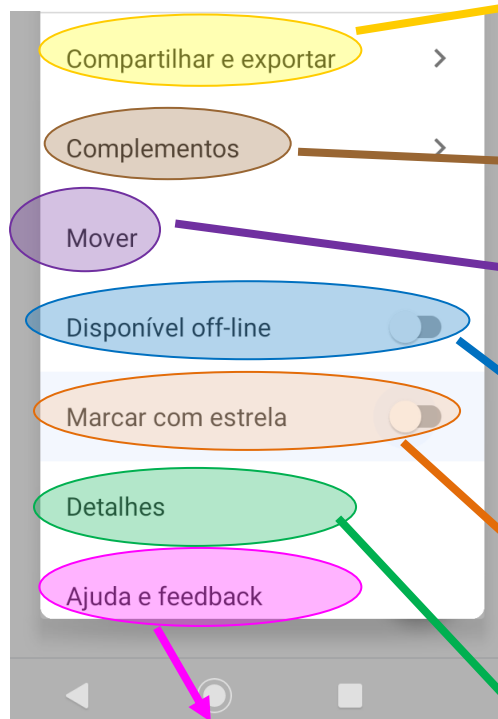 Compartilhar e exportar
Complementos
Mover
Disponível off-line
Marcar com estrela
Detalhes
Ajuda e feedback